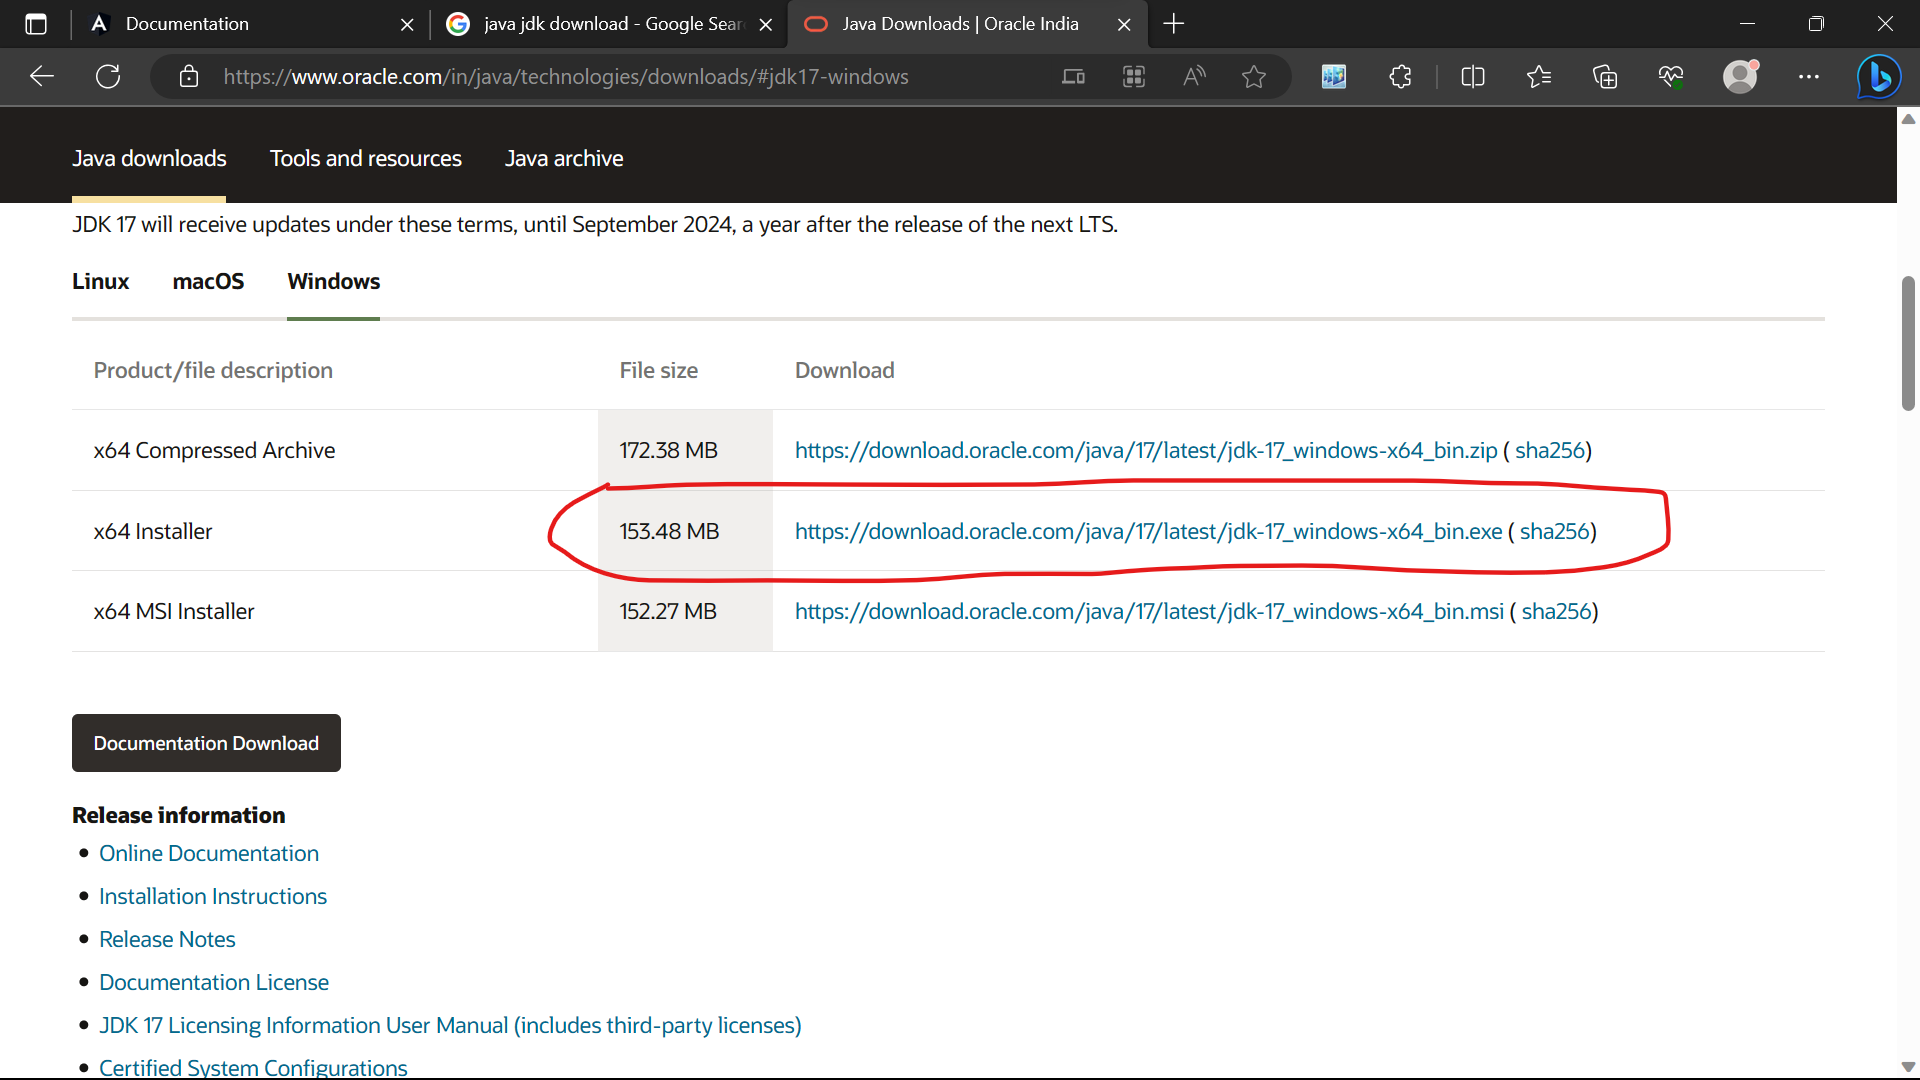 Documentation
java jdk download - Google Sear
Java Downloads | Oracle India
https://www.oracle.com/in/java/technologies/downloads/#jdk17-windows
Java downloads
Tools and resources
Java archive
JDK 17 will receive updates under these terms, until September 2024, a year after the release of the next LTS.
Linux
macOS
Windows
Product/file description
File size
Download
x64 Compressed Archive
172.38 MB
https://download.oracle.com/java/17/latest/jdk-17_windows-x64_bin.zip ( sha256)
x64 Installer
153.48 MB
https://download.oracle.com/java/17/latest/jdk-17_windows-x64_bin.exe ( sha256)
x64 MSI Installer
152.27 MB
https://download.oracle.com/java/17/latest/jdk-17_windows-x64_bin.msi ( sha256)
Documentation Download
Release information
Online Documentation
Installation Instructions
Release Notes
Documentation License
JDK 17 Licensing Information User Manual (includes third-party licenses)
Certified System Configurations